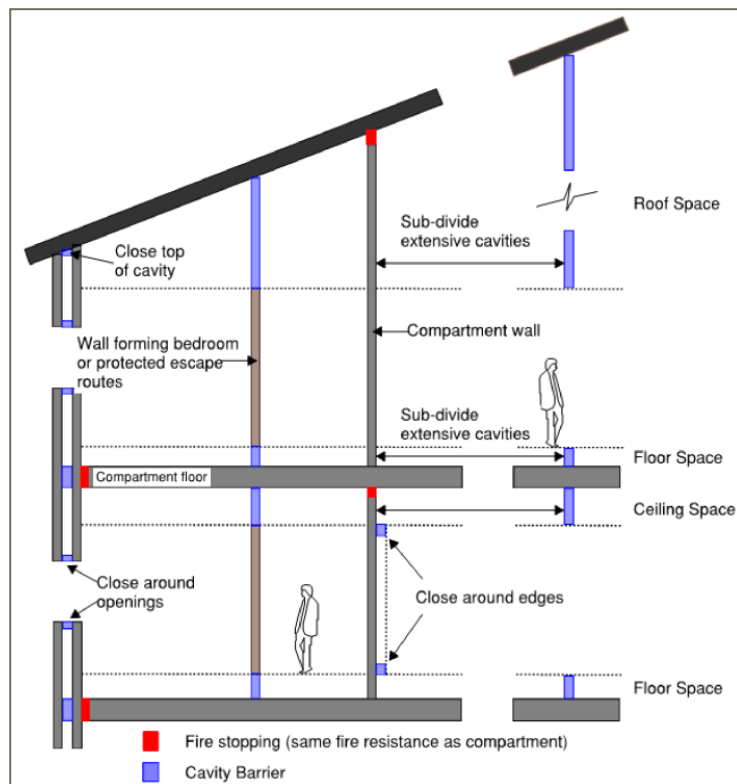 Roof Space
Sub-divide
extensive cavities
Close top
of cavity
Compartment wall
Wall forming bedroom
or protected escape
routes
Sub-divide
extensive cavities
Floor Space
Compartment floor
Ceiling Space
Close around
openings
Close around edges
Floor Space
Fire stopping (same fire resistance as compartment)
Cavity Barrier